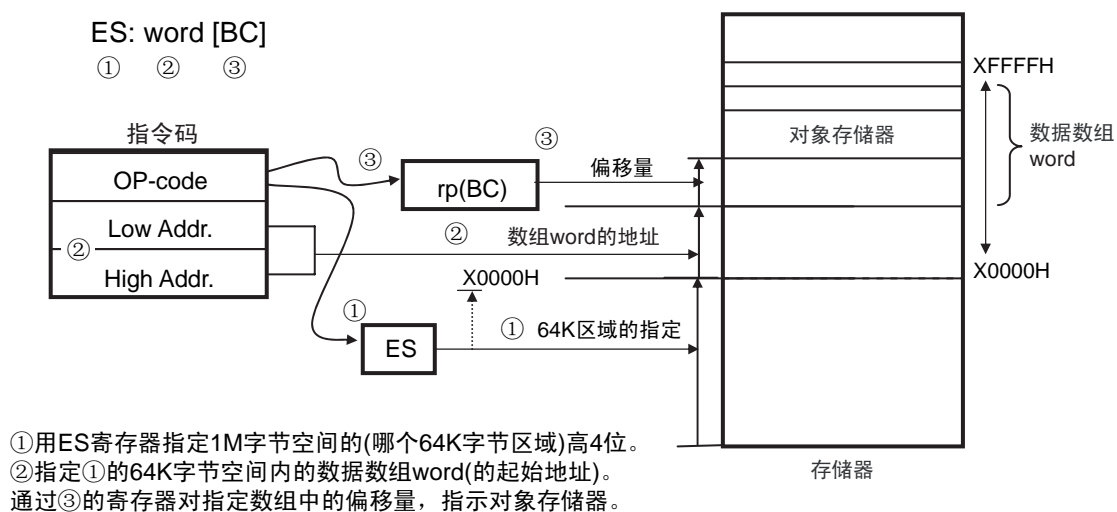 ES: word [BC]
① ② ③
指令码
OP-code
Low Addr.
②
High Addr.
③
rp(BC)
③
偏移量
②
数组word的地址
X0000H
①
ES
① 64K区域的指定
XFFFFH
对象存储器
数据数组
word
X0000H
存储器
①用ES寄存器指定1M字节空间的(哪个64K字节区域)高4位。
②指定①的64K字节空间内的数据数组word(的起始地址)。
通过③的寄存器对指定数组中的偏移量，指示对象存储器。